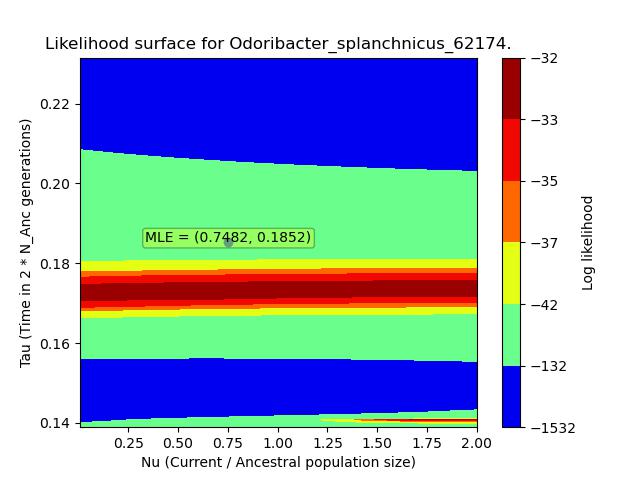 Likelihood surface for Odoribacter_splanchnicus_62174.
0.22
0.20
0.18
0.16
0.14
Tau (Time in 2 * N_Anc generations)
MLE = (0.7482, 0.1852)
0.25 0.50 0.75 1.00 1.25 1.50 1.75 2.00
Nu (Current / Ancestral population size)
−32
−33
−35
−37
−42
−132
−1532
Log likelihood